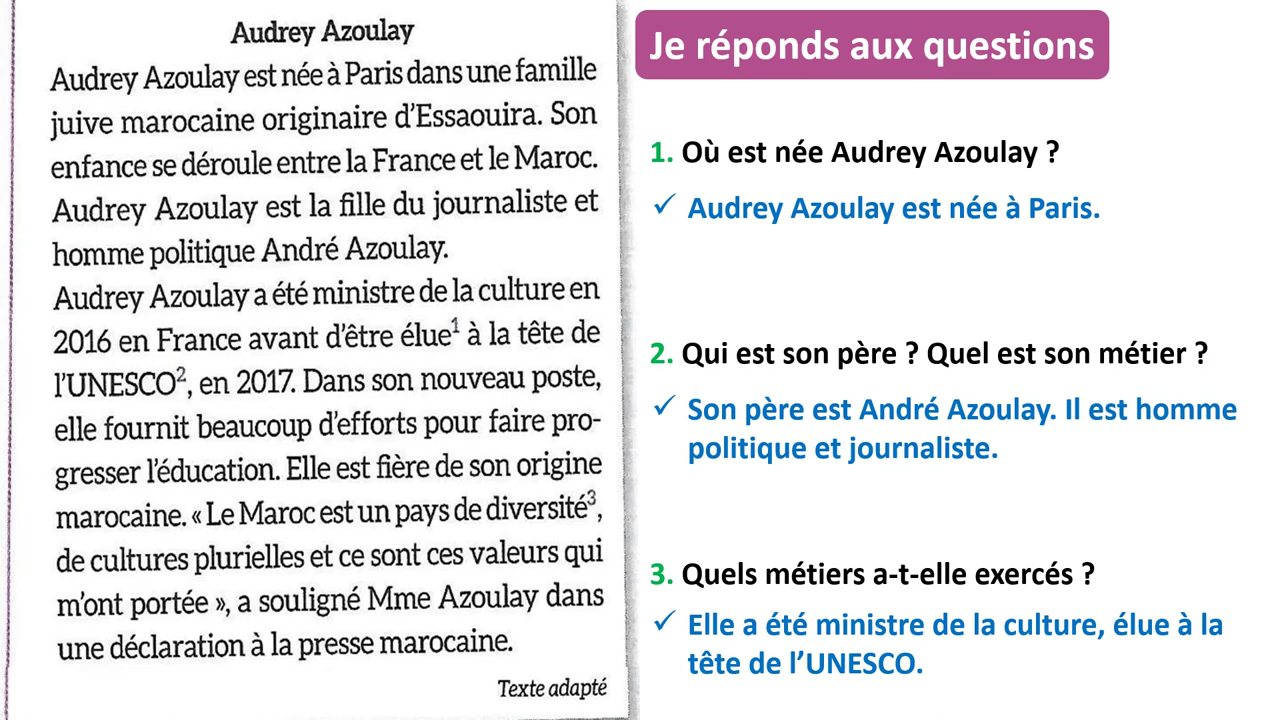 Audrey Azoulay
Audrey Azoulay est née à Paris dans une famille
juive marocaine originaire d'Essaouira. Son
enfance se déroule entre la France et le Maroc.
Audrey Azoulay est la fille du journaliste et
homme politique André Azoulay.
Audrey Azoulay a été ministre de la culture en
2016 en France avant d'être élue¹ à la tête de
l'UNESCO², en 2017. Dans son nouveau poste,
elle fournit beaucoup d'efforts pour faire pro-
gresser l'éducation. Elle est fière de son origine
marocaine. « Le Maroc est un pays de diversité³,
de cultures plurielles et ce sont ces valeurs qui
m'ont portée », a souligné Mme Azoulay dans
une déclaration à la presse marocaine.
Texte adapté
Je réponds aux questions
1. Où est née Audrey Azoulay ?
✓ Audrey Azoulay est née à Paris.
2. Qui est son père ? Quel est son métier ?
✓ Son père est André Azoulay. Il est homme
politique et journaliste.
3. Quels métiers a-t-elle exercés ?
✓ Elle a été ministre de la culture, élue à la
tête de l’UNESCO.